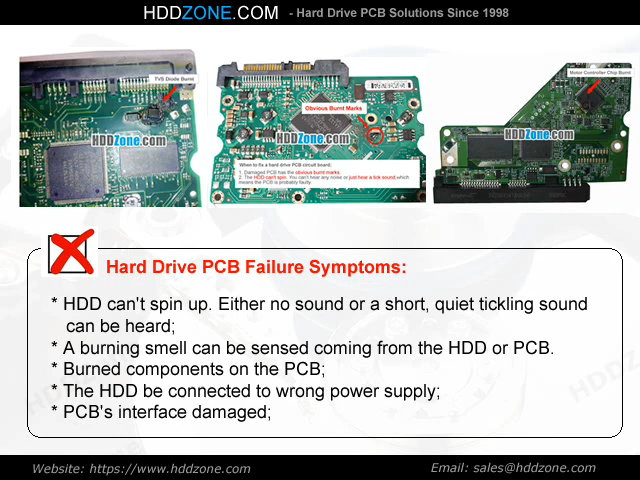 HDDZONE.COM - Hard Drive PCB Solutions Since 1998
TVS Diode Burnt
HDDZone.com
Obvious Burnt Marks
HDDZone.com
When to fix a hard drive PCB circuit board:
1. Damaged PCB has the obvious burnt marks.
2. The HDD can't spin. You can't hear any noise or just hear a tick sound which
means the PCB is probably faulty.
Motor Controller Chip Burnt
HDDZone.com
Hard Drive PCB Failure Symptoms:
* HDD can't spin up. Either no sound or a short, quiet tickling sound
can be heard;
* A burning smell can be sensed coming from the HDD or PCB.
* Burned components on the PCB;
* The HDD be connected to wrong power supply;
* PCB's interface damaged;
Website: https://www.hddzone.com
Email: sales@hddzone.com